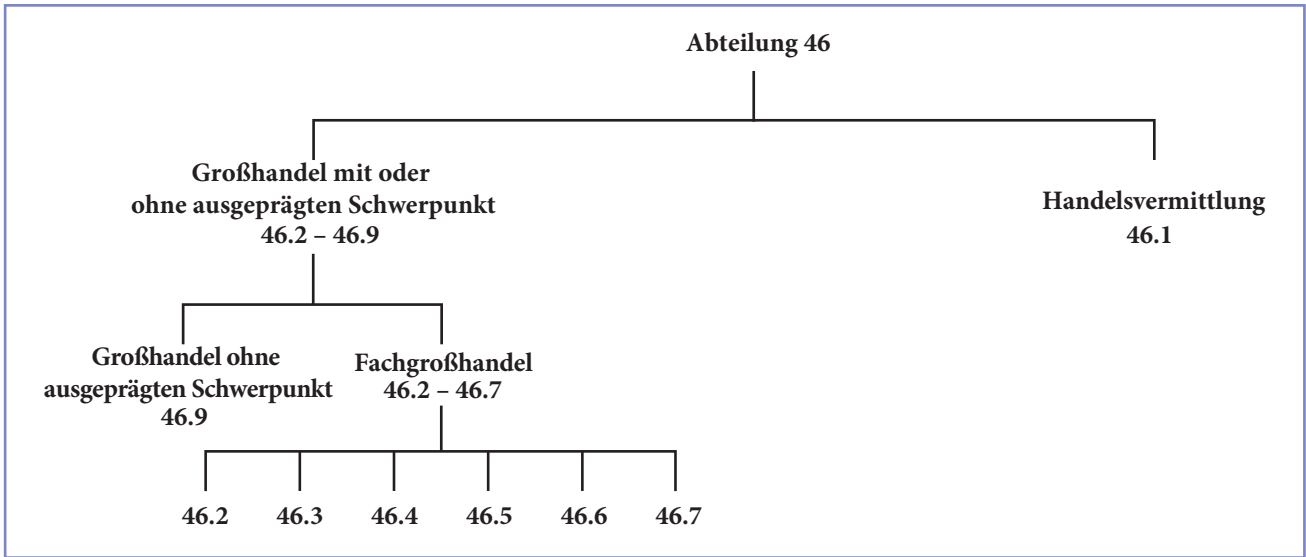 Abteilung 46
Großhandel mit oder
ohne ausgeprägten Schwerpunkt
46.2 – 46.9
Handelsvermittlung
46.1
Großhandel ohne
ausgeprägten Schwerpunkt
46.9
Fachgroßhandel
46.2 – 46.7
46.2 46.3 46.4 46.5 46.6 46.7